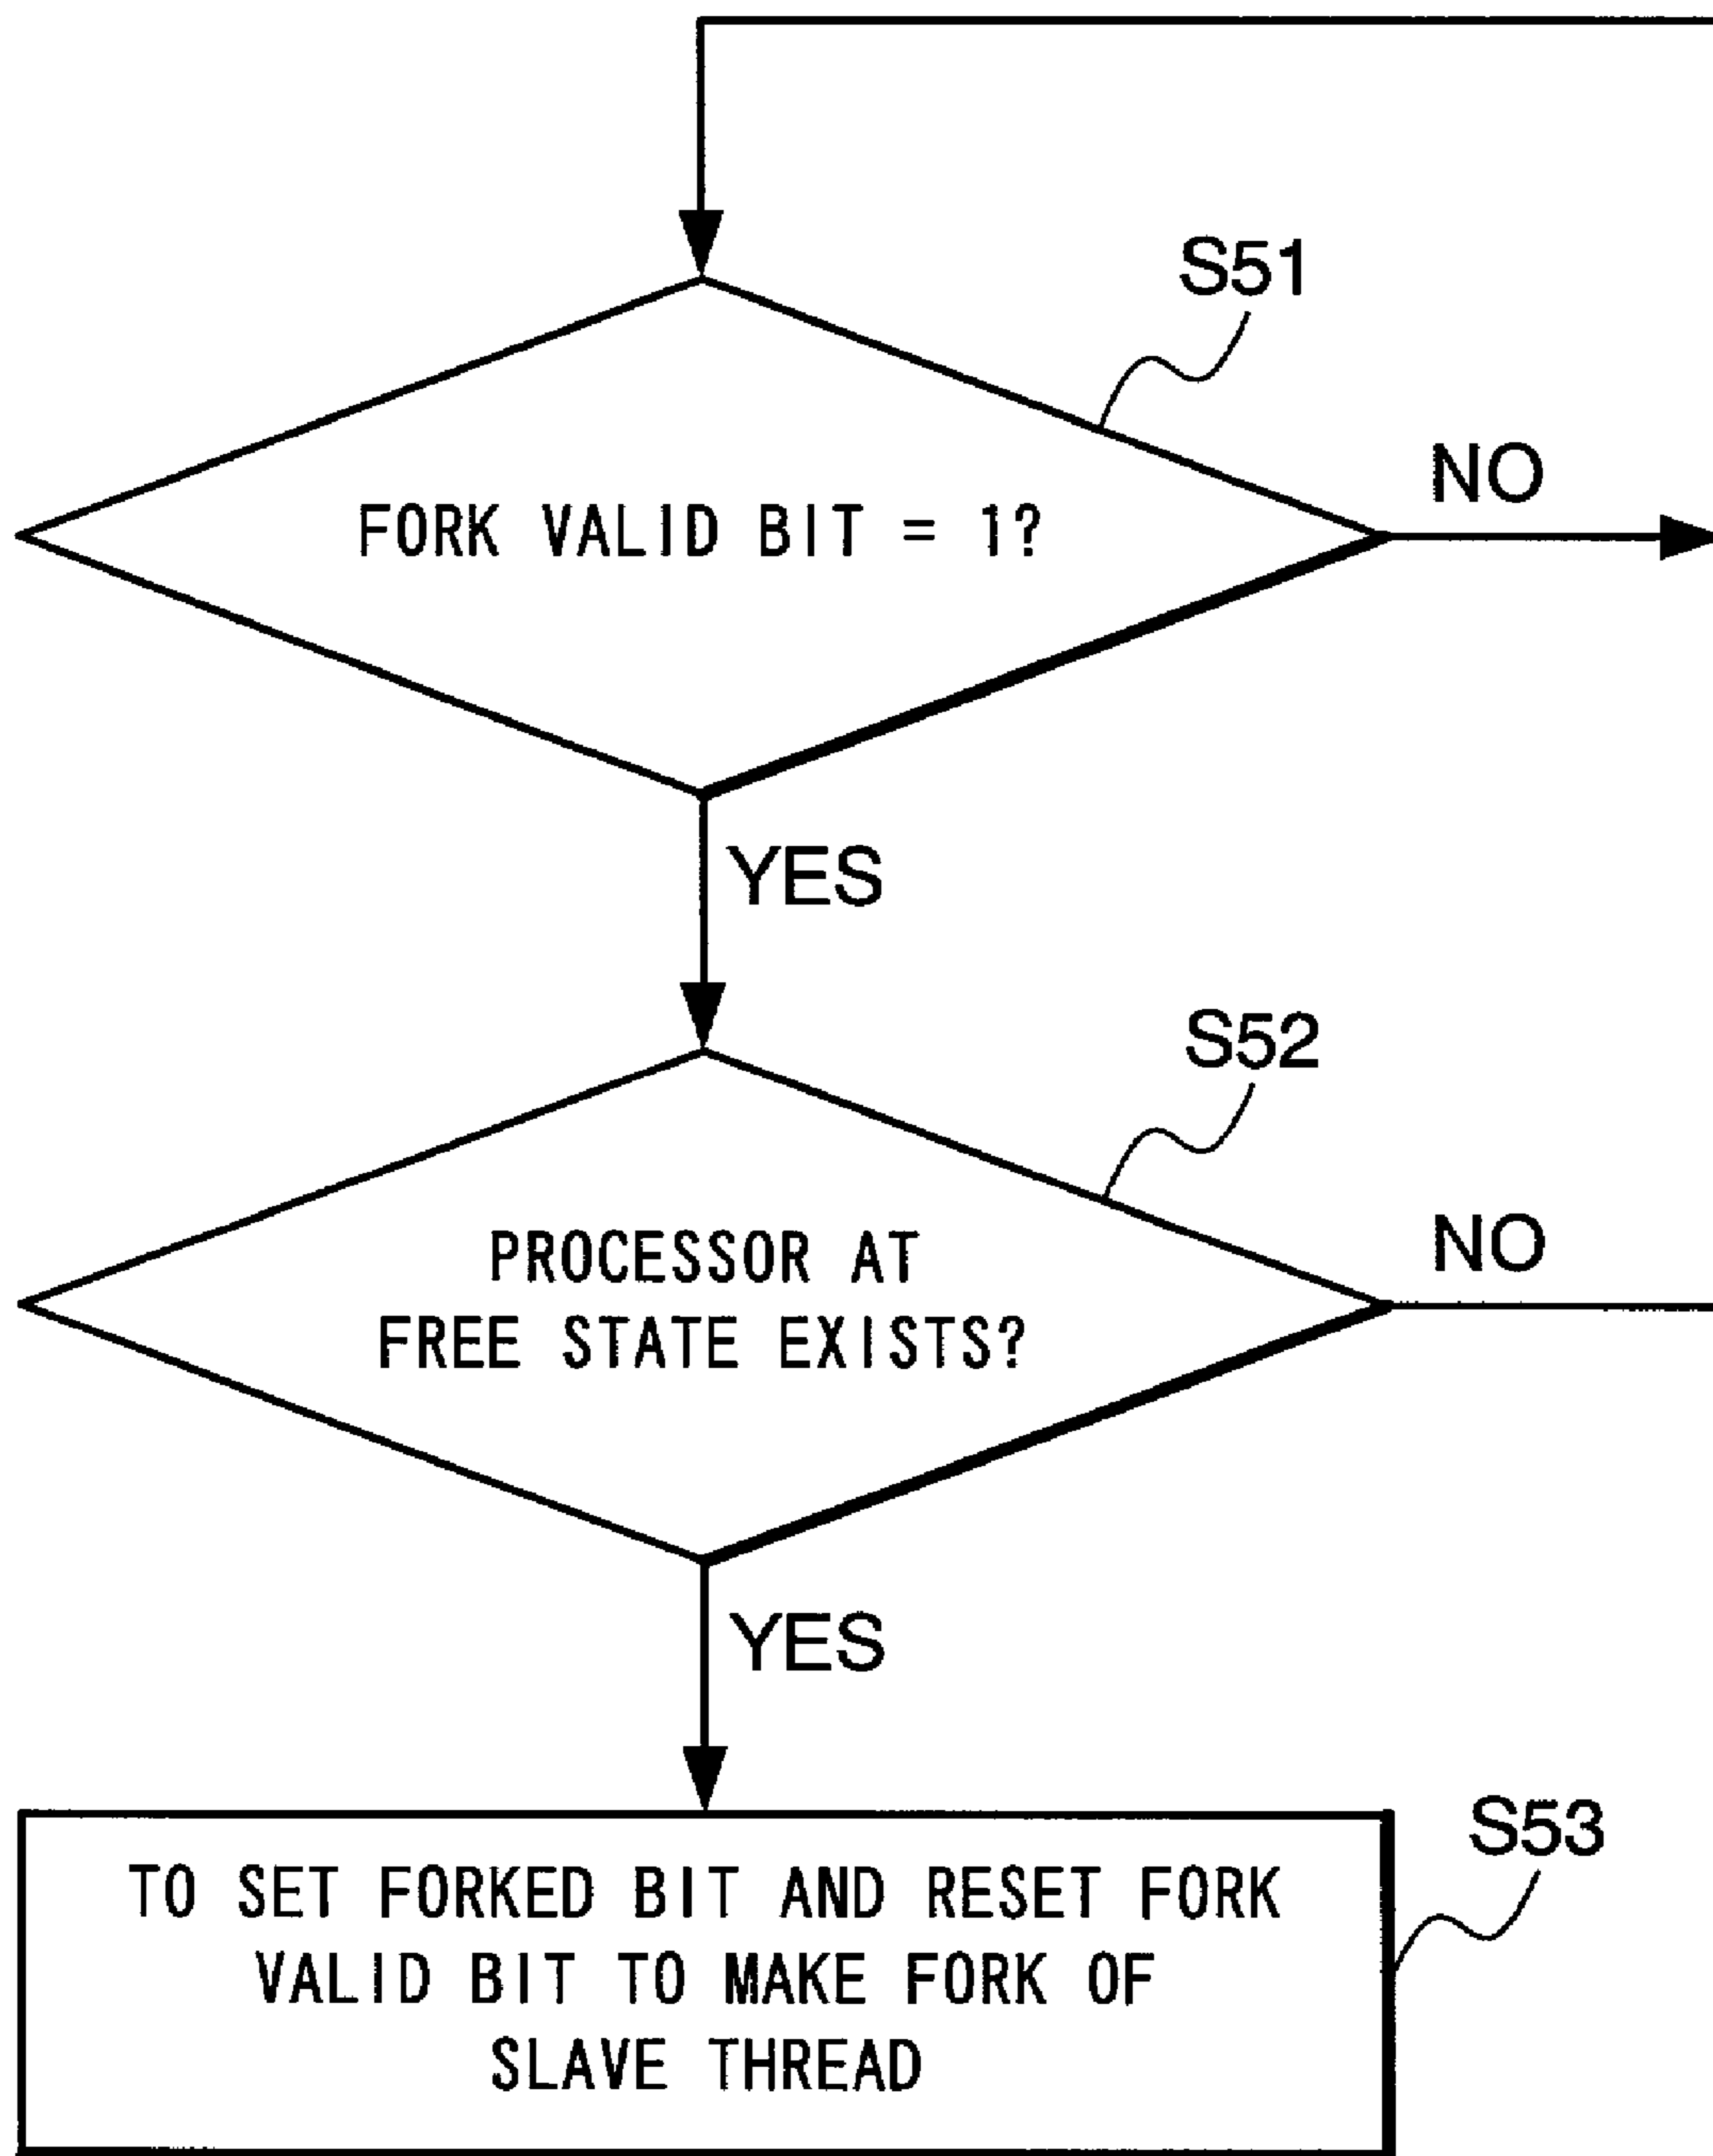 S51
FORK VALID BIT = 1?
NO
YES
S52
PROCESSOR AT
FREE STATE EXISTS?
NO
YES
S53
TO SET FORKED BIT AND RESET FORK
VALID BIT TO MAKE FORK OF
SLAVE THREAD